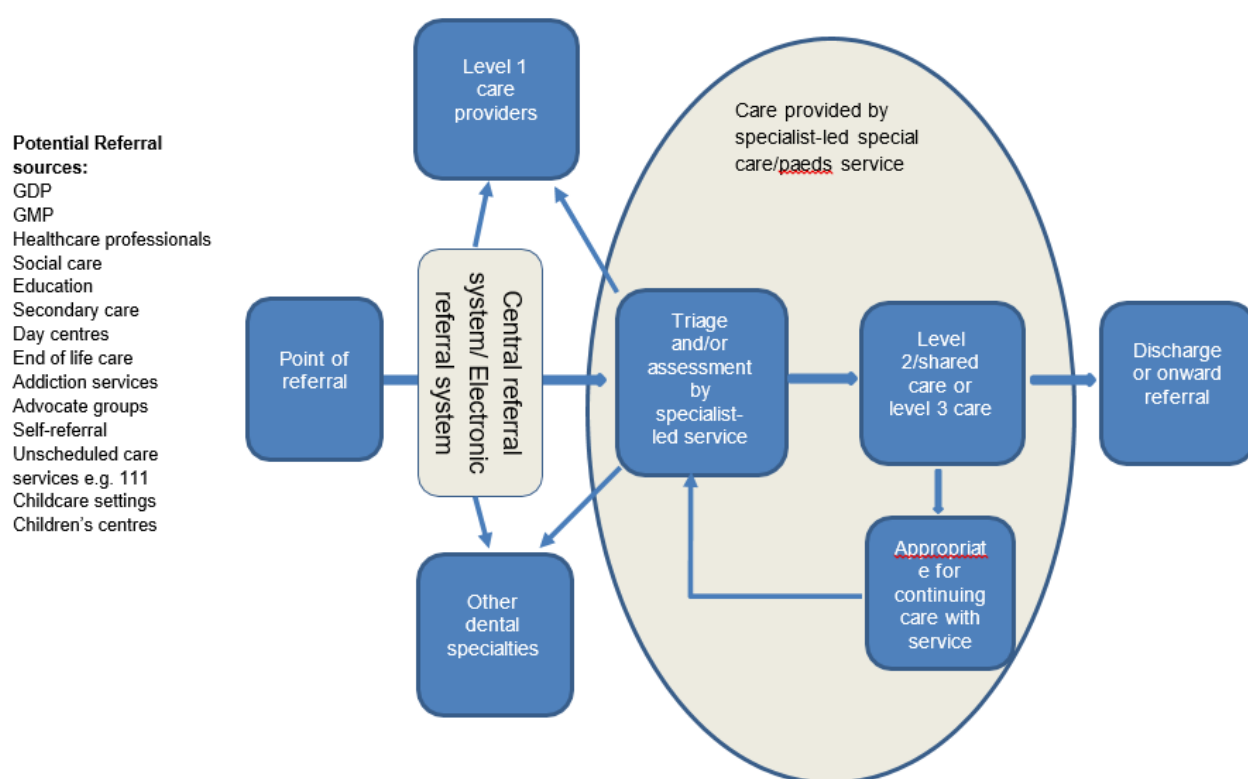 Potential Referral
sources:
GDP
GMP
Healthcare professionals
Social care
Education
Secondary care
Day centres
End of life care
Addiction services
Advocate groups
Self-referral
Unscheduled care
services e.g. 111
Childcare settings
Children's centres
Point of
referral
Level 1
care
providers
Central referral
system/ Electronic
referral system
Other
dental
specialties
Care provided by
specialist-led special
care/paeds service
Triage
and/or
assessment
by
specialist-
led service
Level
2/shared
care or
level 3 care
Appropriat
e for
continuing
care with
service
Discharge
or onward
referral